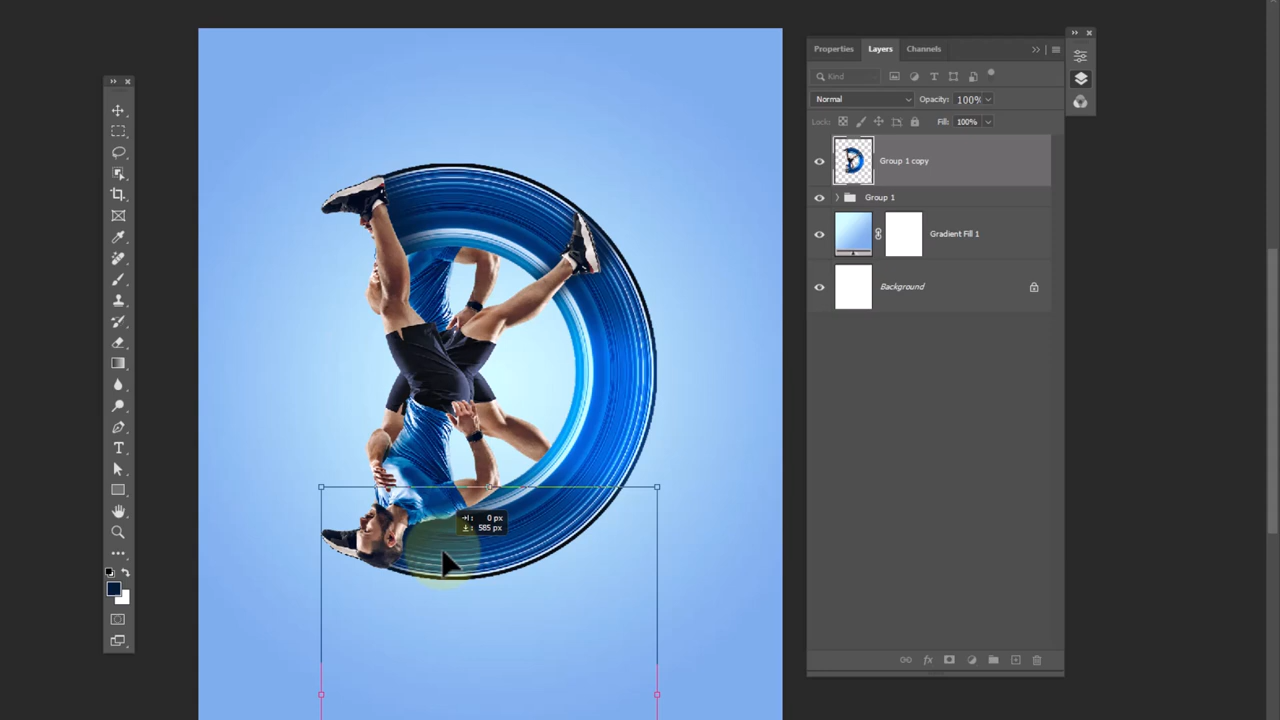 Properties
Layers
Channels
Kind
Normal
Opacity: 100%
Lock:
Fill: 100%
Group 1 copy
Group 1
Gradient Fill 1
Background
0 px
585 px